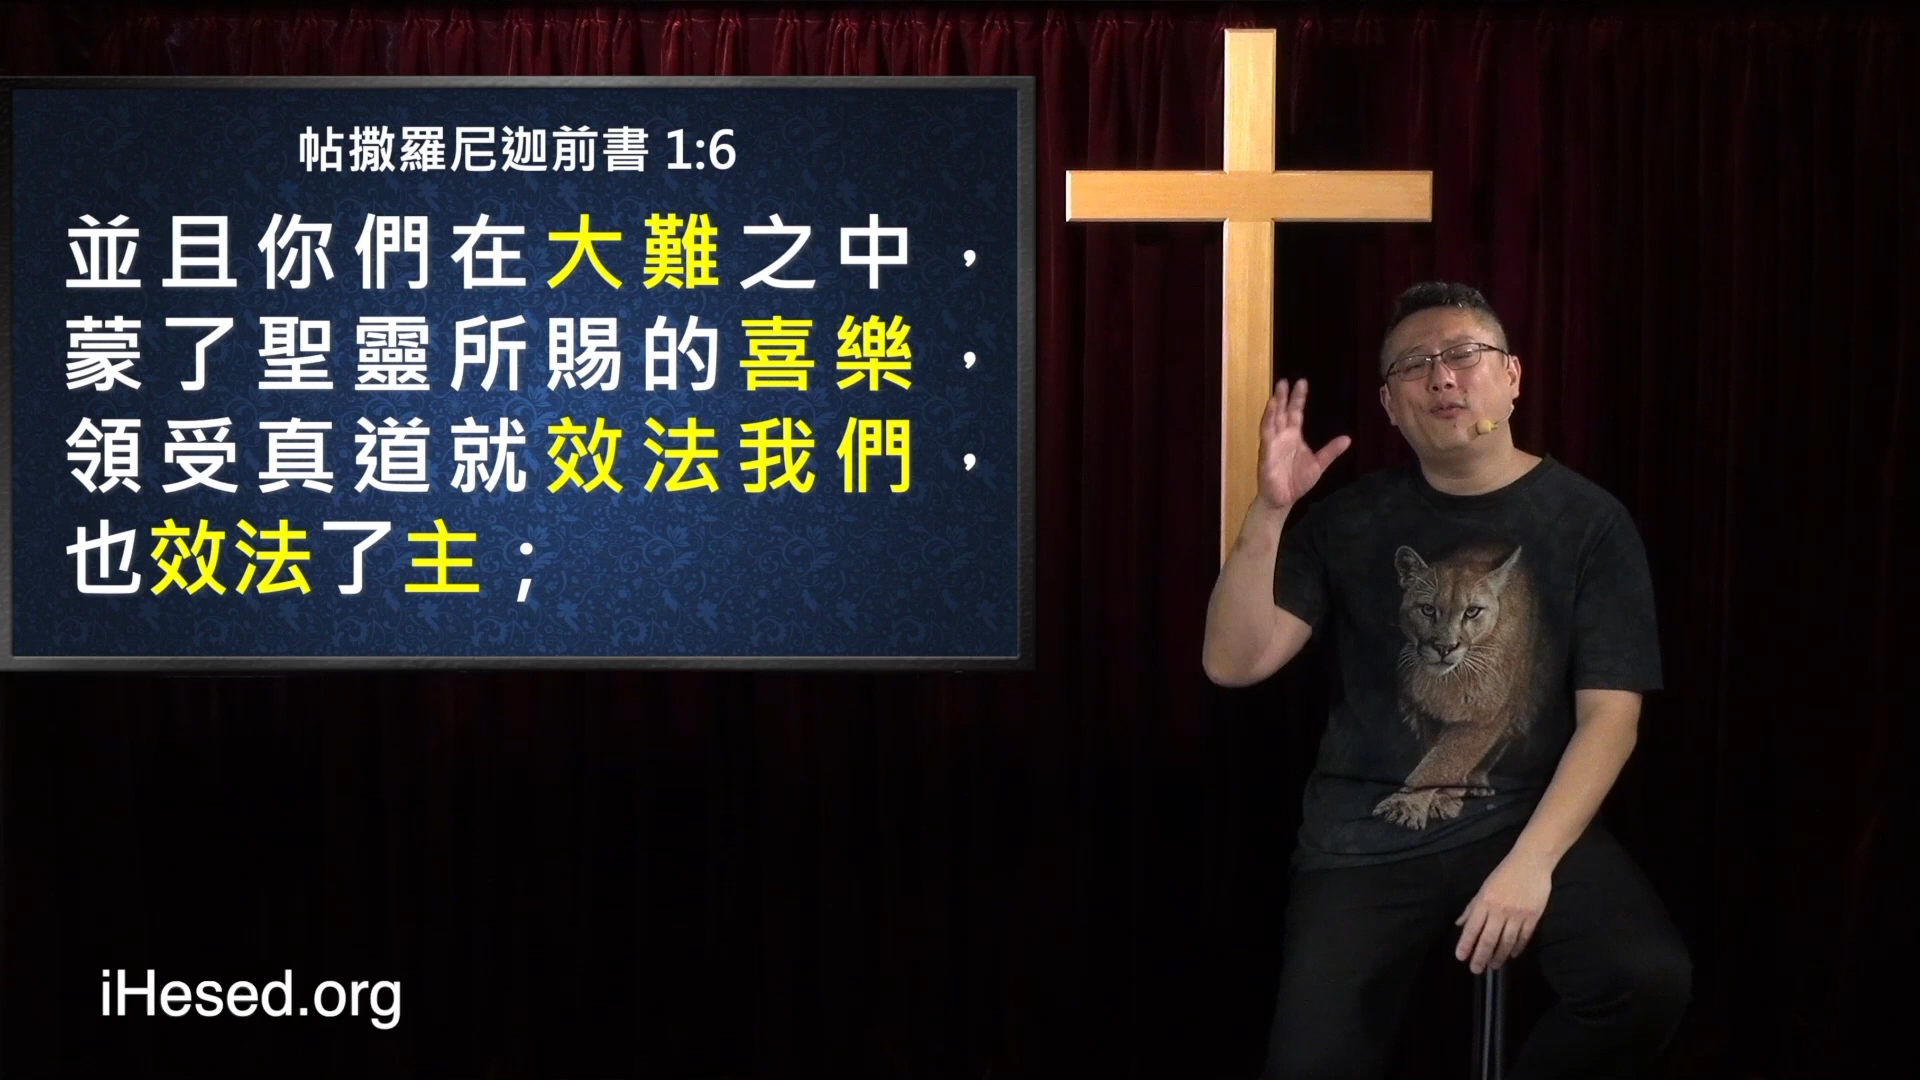 帖撒羅尼迦前書 1:6
並且你們在大難之中，
蒙了聖靈所賜的喜樂，
領受真道就效法我們，
也效法了主；
iHesed.org